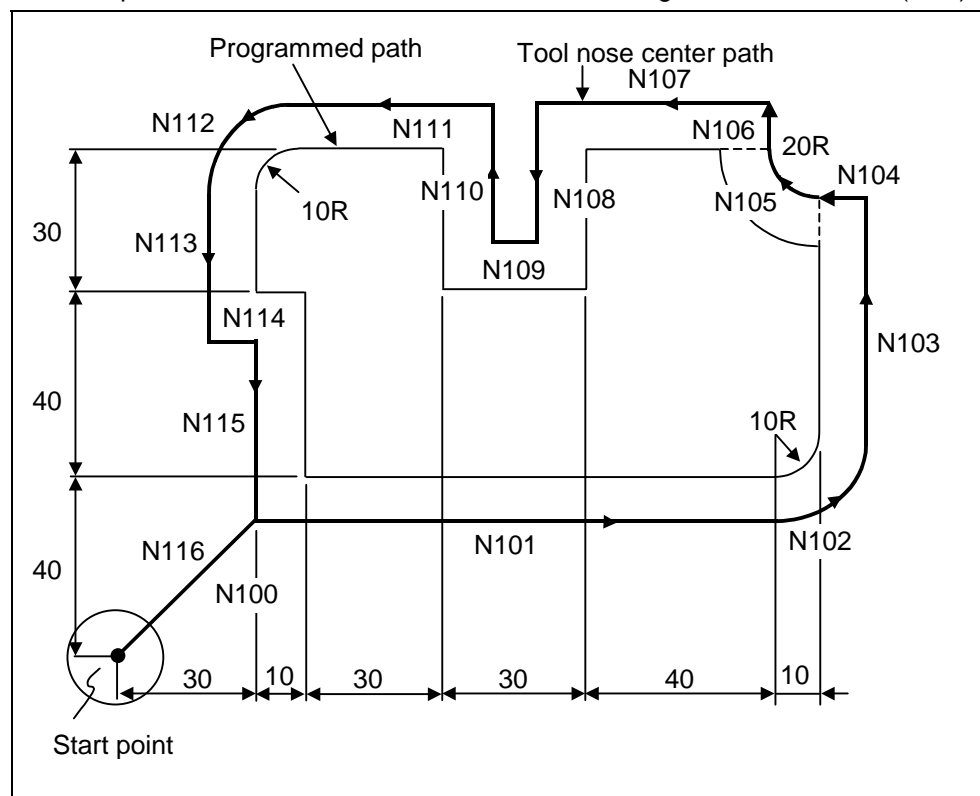 Programmed path
Tool nose center path
N107
N112
N111
N106
20R
N104
N110
N108
N105
10R
30
N113
N109
N114
N103
40
N115
10R
N101
N102
N116
40
N100
30
10
30
30
40
10
Start point